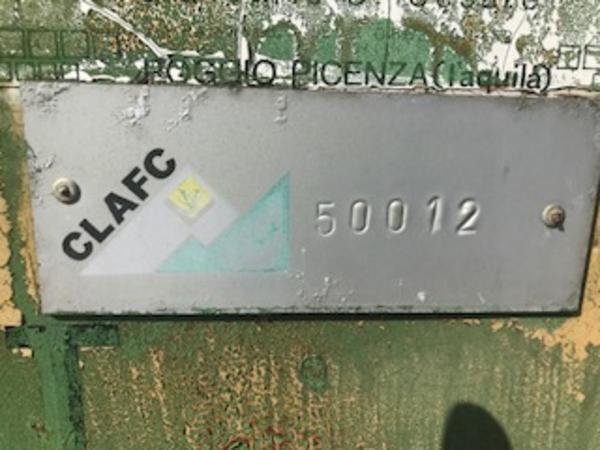 POGGIO PICENZA (l'aquila)
CLAFC
50012